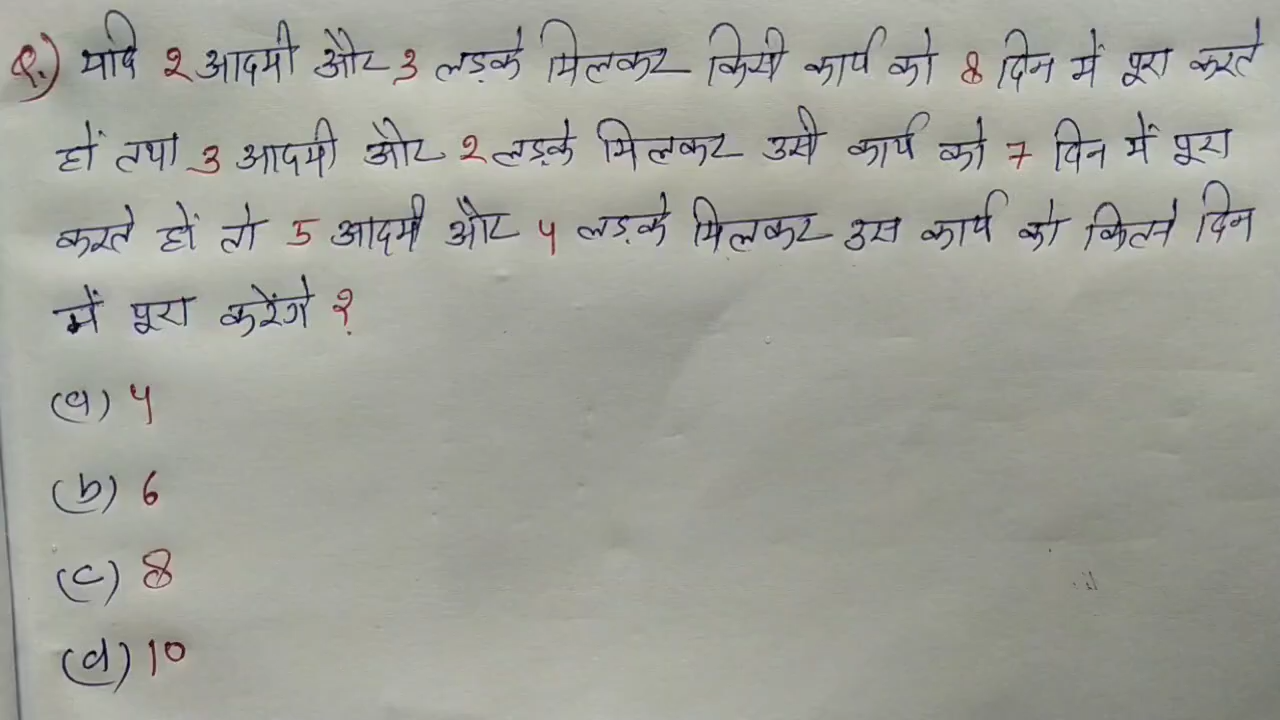 Q.) यदि 2 आदमी और 3 लड़के मिलकर किसी कार्य को 8 दिन में पूरा करते
हों तथा 3 आदमी और 2 लड़के मिलकर उसी कार्य को 7 दिन में पूरा
करते हों तो 5 आदमी और 4 लड़के मिलकर उस कार्य को कितने दिन
में पूरा करेंगे ?
(a) 4
(b) 6
(c) 8
(d) 10